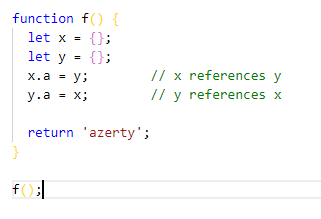 function f() {
  let x = {};
  let y = {};
  x.a = y;        // x references y
  y.a = x;        // y references x

  return 'azerty';
}

f();